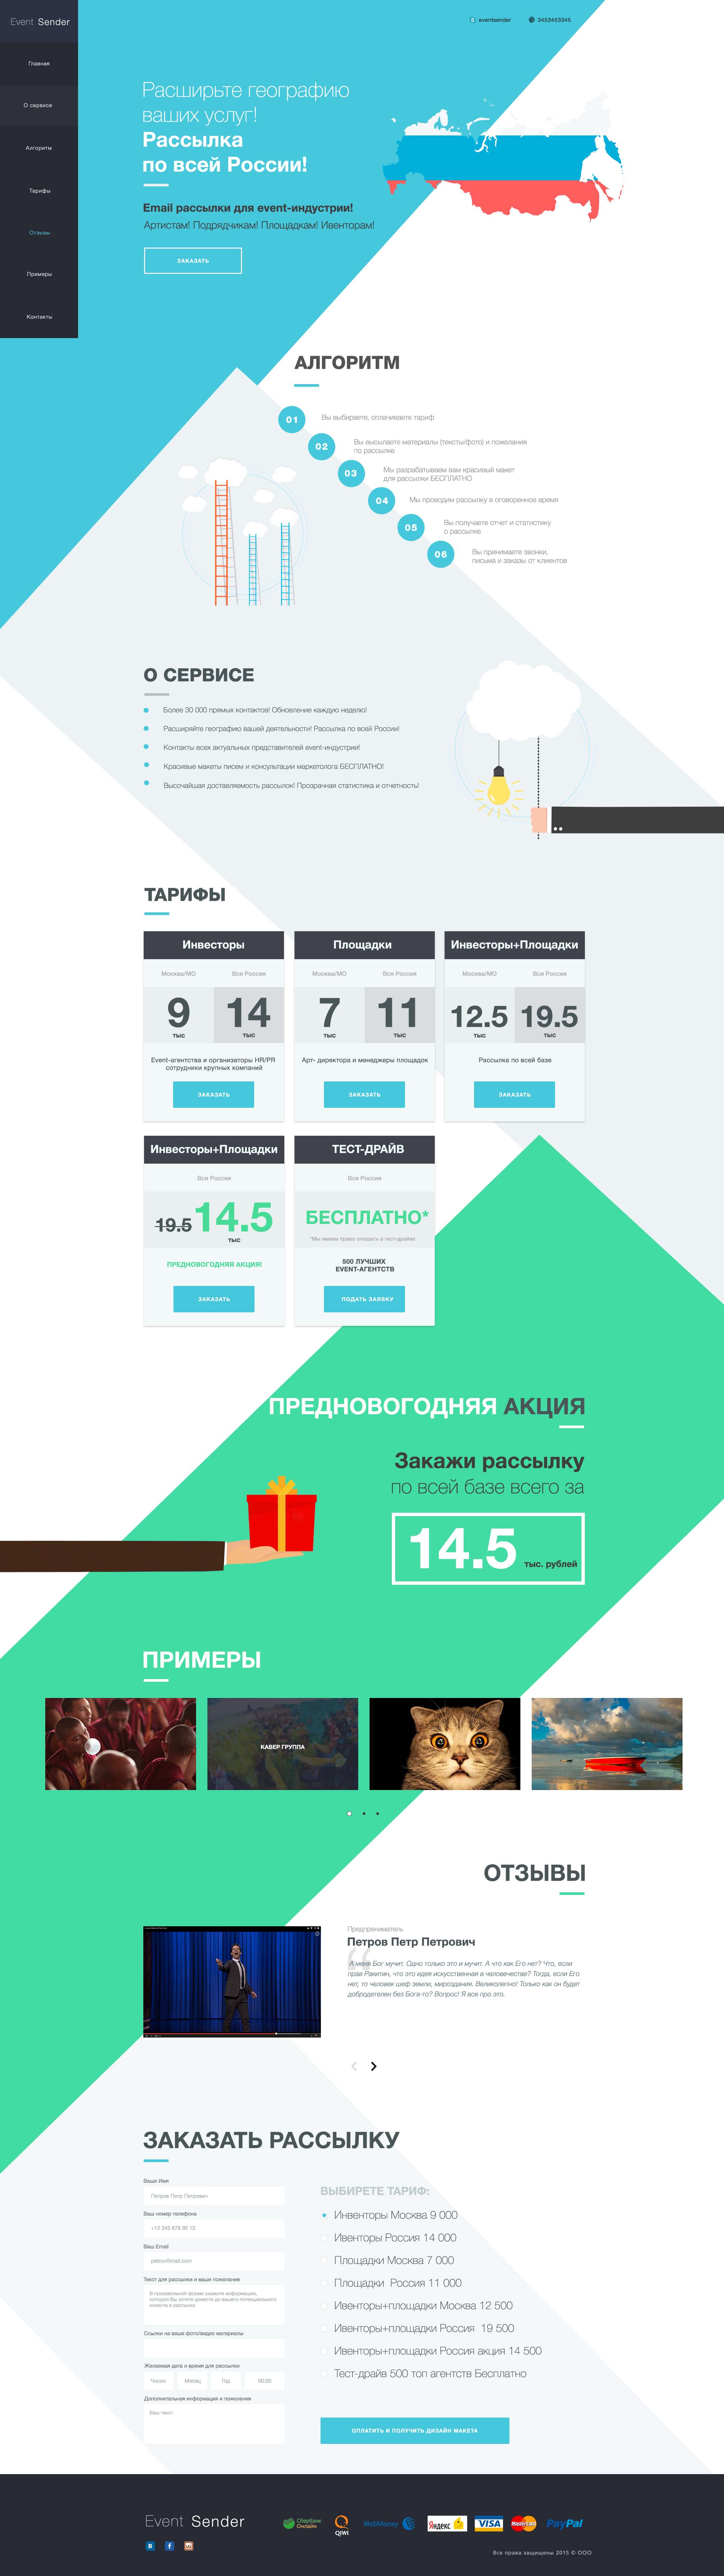 Event Sender
eventsender
3453453345
Главная
О сервисе
Алгоритм
Тарифы
Отзывы
Примеры
Контакты
Расширьте географию
ваших услуг!
Рассылка
по всей России!
Email рассылки для event-индустрии!
Артистам! Подрядчикам! Площадкам! Ивенторам!
ЗАКАЗАТЬ
АЛГОРИТМ
01
Вы выбираете, оплачиваете тариф
02
Вы высылаете материалы (тексты/фото) и пожелания
по рассылке
03
Мы разрабатываем вам красивый макет
для рассылки БЕСПЛАТНО
04
Мы проводим рассылку в оговоренное время
05
Вы получаете отчет и статистику
о рассылке
06
Вы принимаете звонки,
письма и заказы от клиентов
О СЕРВИСЕ
Более 30 000 прямых контактов! Обновление каждую неделю!
Расширяйте географию вашей деятельности! Рассылка по всей России!
Контакты всех актуальных представителей event-индустрии!
Красивые макеты писем и консультации маркетолога БЕСПЛАТНО!
Высочайшая доставляемость рассылок! Прозрачная статистика и отчетность!
ТАРИФЫ
Инвесторы
Москва/МО Вся Россия
9 14
тыс тыс
Event-агентства и организаторы HR/PR
сотрудники крупных компаний
ЗАКАЗАТЬ
Площадки
Москва/МО Вся Россия
7 11
тыс тыс
Арт- директора и менеджеры площадок
ЗАКАЗАТЬ
Инвесторы+Площадки
Москва/МО Вся Россия
12.5 19.5
тыс тыс
Рассылка по всей базе
ЗАКАЗАТЬ
Инвесторы+Площадки
Вся Россия
19.5 14.5
тыс
ПРЕДНОВОГОДНЯЯ АКЦИЯ!
ЗАКАЗАТЬ
ТЕСТ-ДРАЙВ
Вся Россия
БЕСПЛАТНО*
*Мы имеем право отказать в тест-драйве
500 ЛУЧШИХ
EVENT-АГЕНТСТВ
ПОДАТЬ ЗАЯВКУ
ПРЕДНОВОГОДНЯЯ АКЦИЯ
Закажи рассылку
по всей базе всего за
14.5 тыс. рублей
ПРИМЕРЫ
КАВЕР ГРУППА
ОТЗЫВЫ
Предприниматель
Петров Петр Петрович
А меня Бог мучит. Одно только это и мучит. А что как Его нет? Что, если
прав Ракитин, что это идея искусственная в человечестве? Тогда, если Его
нет, то человек шеф земли, мироздания. Великолепно! Только как он будет
добродетелен без Бога-то? Вопрос! Я все про это.
ЗАКАЗАТЬ РАССЫЛКУ
Ваше Имя
Петров Петр Петрович
Ваш номер телефона
+12 345 678 90 12
Ваш Email
petrov@mail.com
Текст для рассылки и ваши пожелания
В произвольной форме укажите информацию,
которую Вы хотите донести до вашего потенциального
клиента в рассылки
Ссылки на ваше фото/видео материалы
Желаемая дата и время для рассылки
Число Месяц Год 00:00
Дополнительная информация и пожелания
Ваш текст
ВЫБИРЕТЕ ТАРИФ:
Инвенторы Москва 9 000
Ивенторы Россия 14 000
Площадки Москва 7 000
Площадки Россия 11 000
Ивенторы+площадки Москва 12 500
Ивенторы+площадки Россия 19 500
Ивенторы+площадки Россия акция 14 500
Тест-драйв 500 топ агентств Бесплатно
ОПЛАТИТЬ И ПОЛУЧИТЬ ДИЗАЙН МАКЕТА
Event Sender
Сбербанк
Онлайн
QIWI
WebMoney
Яндекс
VISA
MasterCard
PayPal
Все права защищены 2015 © ООО